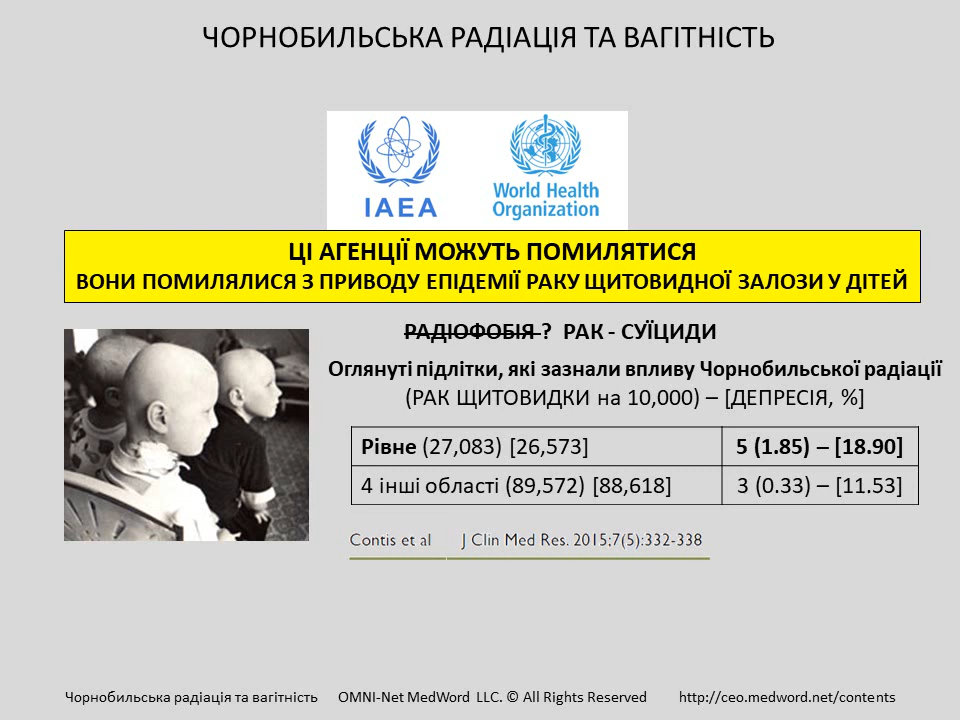 ЧОРНОБИЛЬСЬКА РАДІАЦІЯ ТА ВАГІТНІСТЬ
IAEA
World Health
Organization
ЦІ АГЕНЦІЇ МОЖУТЬ ПОМИЛЯТИСЯ
ВОНИ ПОМИЛЯЛИСЯ З ПРИВОДУ ЕПІДЕМІЇ РАКУ ЩИТОВИДНОЇ ЗАЛОЗИ У ДІТЕЙ
РАДІОФОБІЯ ? РАК - СУЇЦИДИ
Оглянуті підлітки, які зазнали впливу Чорнобильської радіації
(РАК ЩИТОВИДКИ на 10,000) – [ДЕПРЕСІЯ, %]
Рівне (27,083) [26,573] 5 (1.85) – [18.90]
4 інші області (89,572) [88,618] 3 (0.33) – [11.53]
Contis et al J Clin Med Res. 2015;7(5):332-338
Чорнобильська радіація та вагітність OMNI-Net MedWord LLC. © All Rights Reserved http://ceo.medword.net/contents